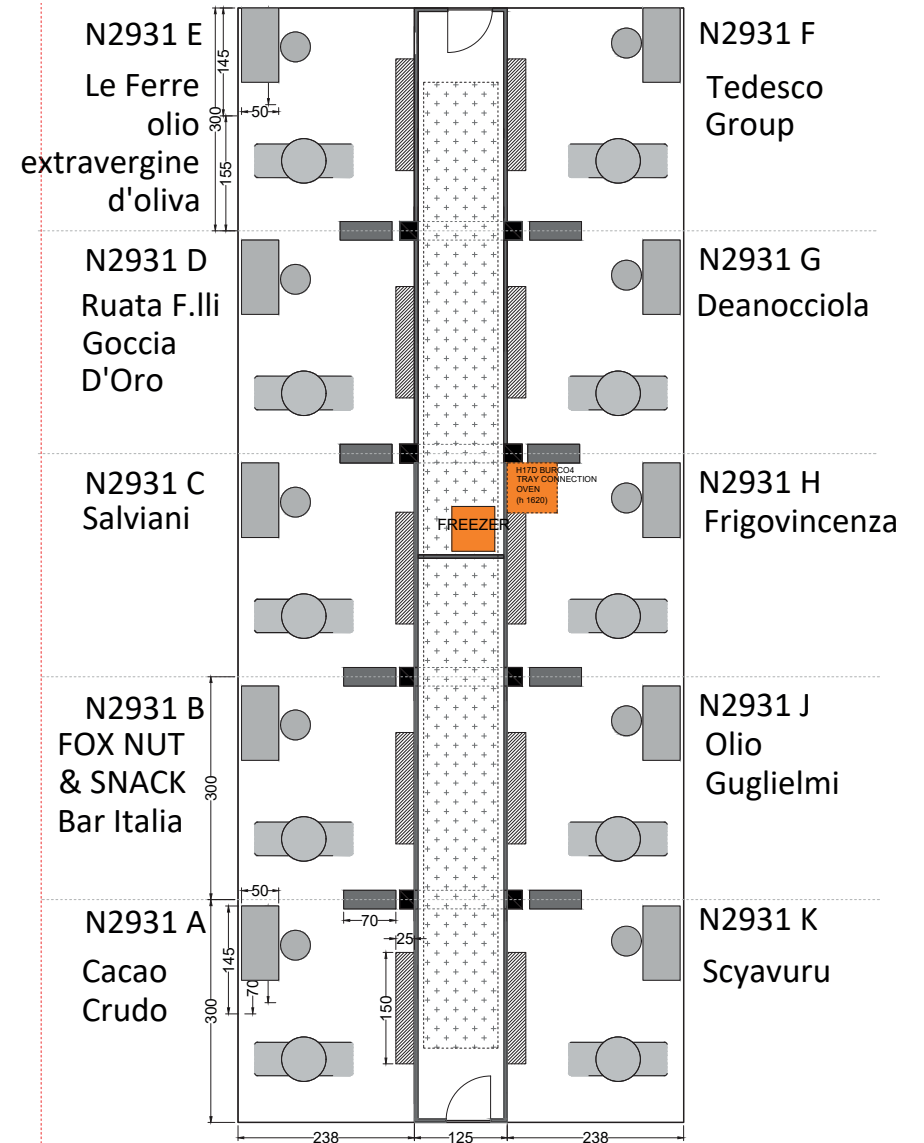 N2931 E
Le Ferre
olio
extravergine
d'oliva
145
50
300
155
N2931 F
Tedesco
Group
N2931 D
Ruata F.lli
Goccia
D'Oro
N2931 G
Deanocciola
N2931 C
Salviani
H17D BURCO4
TRAY CONNECTION
OVEN
(h 1620)
FREEZER
N2931 H
Frigovincenza
N2931 B
FOX NUT
& SNACK
Bar Italia
300
N2931 J
Olio
Guglielmi
N2931 A
Cacao
Crudo
50
70
25
145
70
150
300
N2931 K
Scyavuru
238
125
238